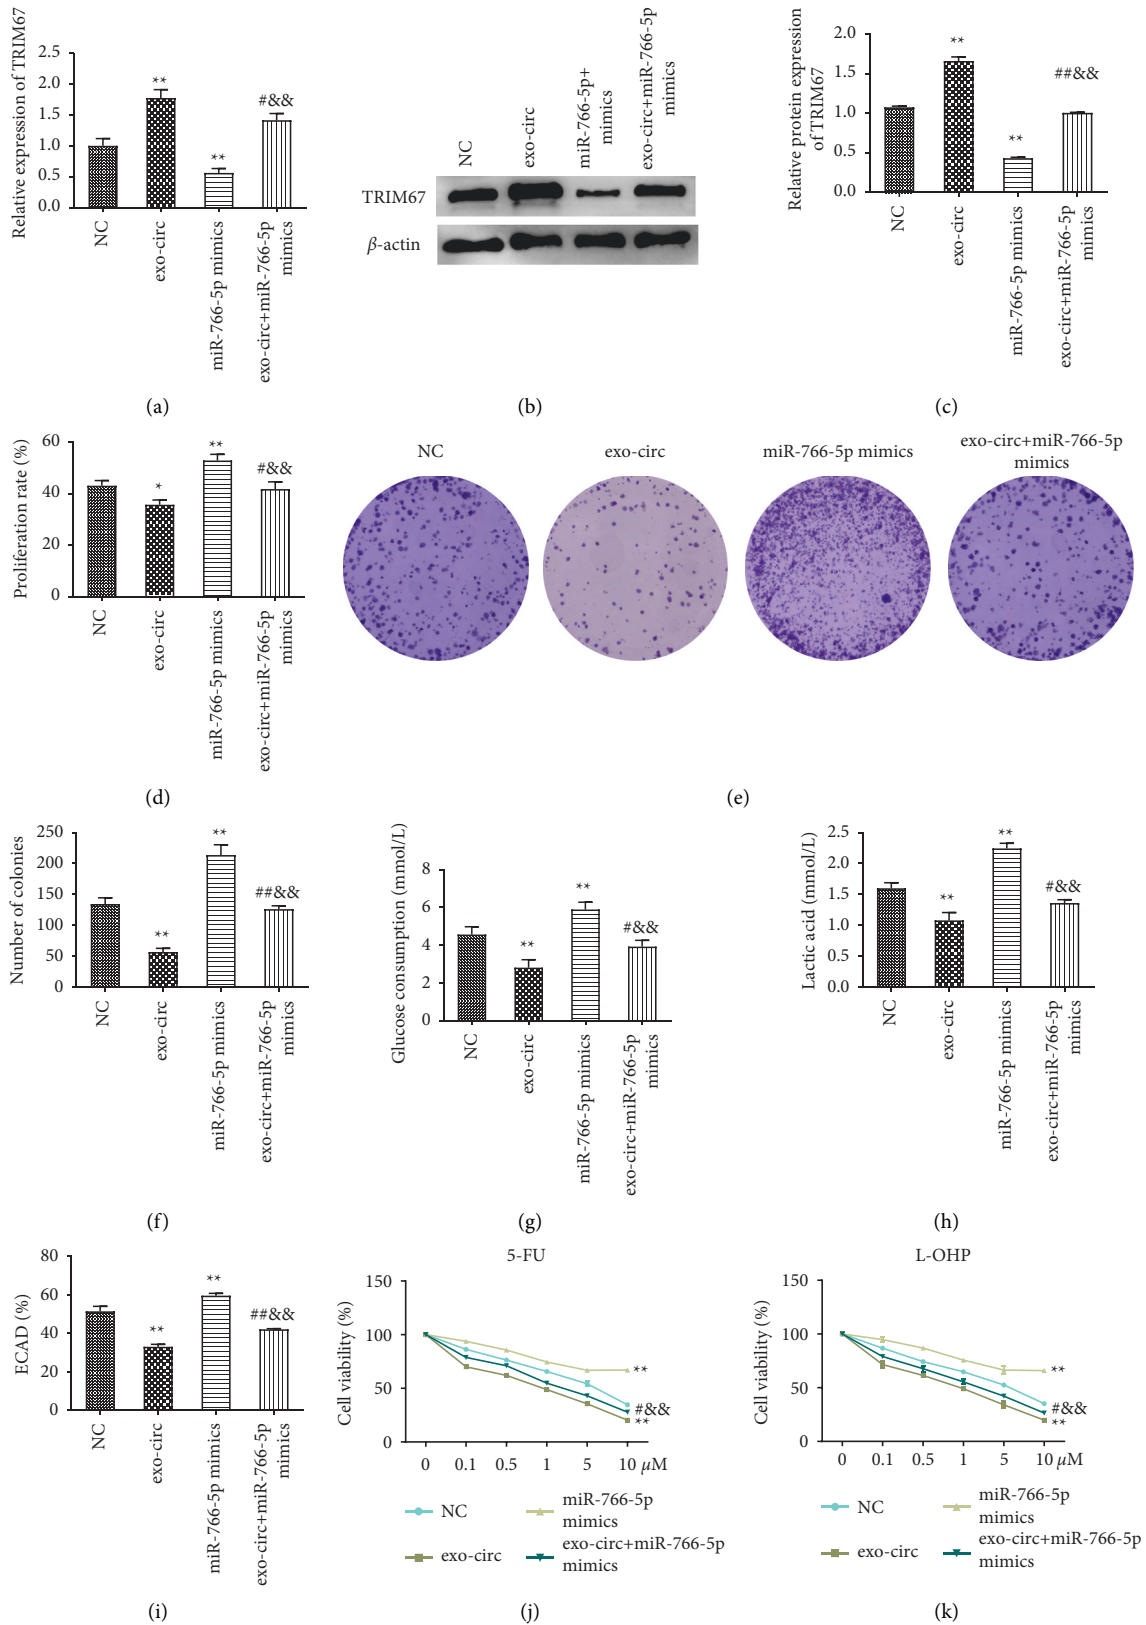 Relative expression of TRIM67
2.5
2.0
1.5
1.0
0.5
0.0
**
**
#&&
NC
exo-circ
miR-766-5p mimics
exo-circ+miR-766-5p
mimics
(a)
NC
exo-circ
miR-766-5p+
mimics
exo-circ+miR-766-5p
mimics
TRIM67
β-actin
(b)
Relative protein expression
of TRIM67
2.0
1.5
1.0
0.5
0.0
**
**
##&&
NC
exo-circ
miR-766-5p mimics
exo-circ+miR-766-5p
mimics
(c)
Proliferation rate (%)
60
40
20
0
*
**
#&&
NC
exo-circ
miR-766-5p mimics
exo-circ+miR-766-5p
mimics
(d)
NC
exo-circ
miR-766-5p mimics
exo-circ+miR-766-5p
mimics
(e)
Number of colonies
250
200
150
100
50
0
**
**
##&&
NC
exo-circ
miR-766-5p mimics
exo-circ+miR-766-5p
mimics
(f)
Glucose consumption (mmol/L)
8
6
4
2
0
**
**
#&&
NC
exo-circ
miR-766-5p mimics
exo-circ+miR-766-5p
mimics
(g)
Lactic acid (mmol/L)
2.5
2.0
1.5
1.0
0.5
0.0
**
**
#&&
NC
exo-circ
miR-766-5p mimics
exo-circ+miR-766-5p
mimics
(h)
ECAD (%)
80
60
40
20
0
**
**
##&&
NC
exo-circ
miR-766-5p mimics
exo-circ+miR-766-5p
mimics
(i)
5-FU
Cell viability (%)
150
100
50
0
**
#&&
**
0 0.1 0.5 1 5 10 μM
NC
miR-766-5p
mimics
exo-circ
exo-circ+miR-766-5p
mimics
(j)
L-OHP
Cell viability (%)
150
100
50
0
**
#&&
**
0 0.1 0.5 1 5 10 μM
NC
miR-766-5p
mimics
exo-circ
exo-circ+miR-766-5p
mimics
(k)